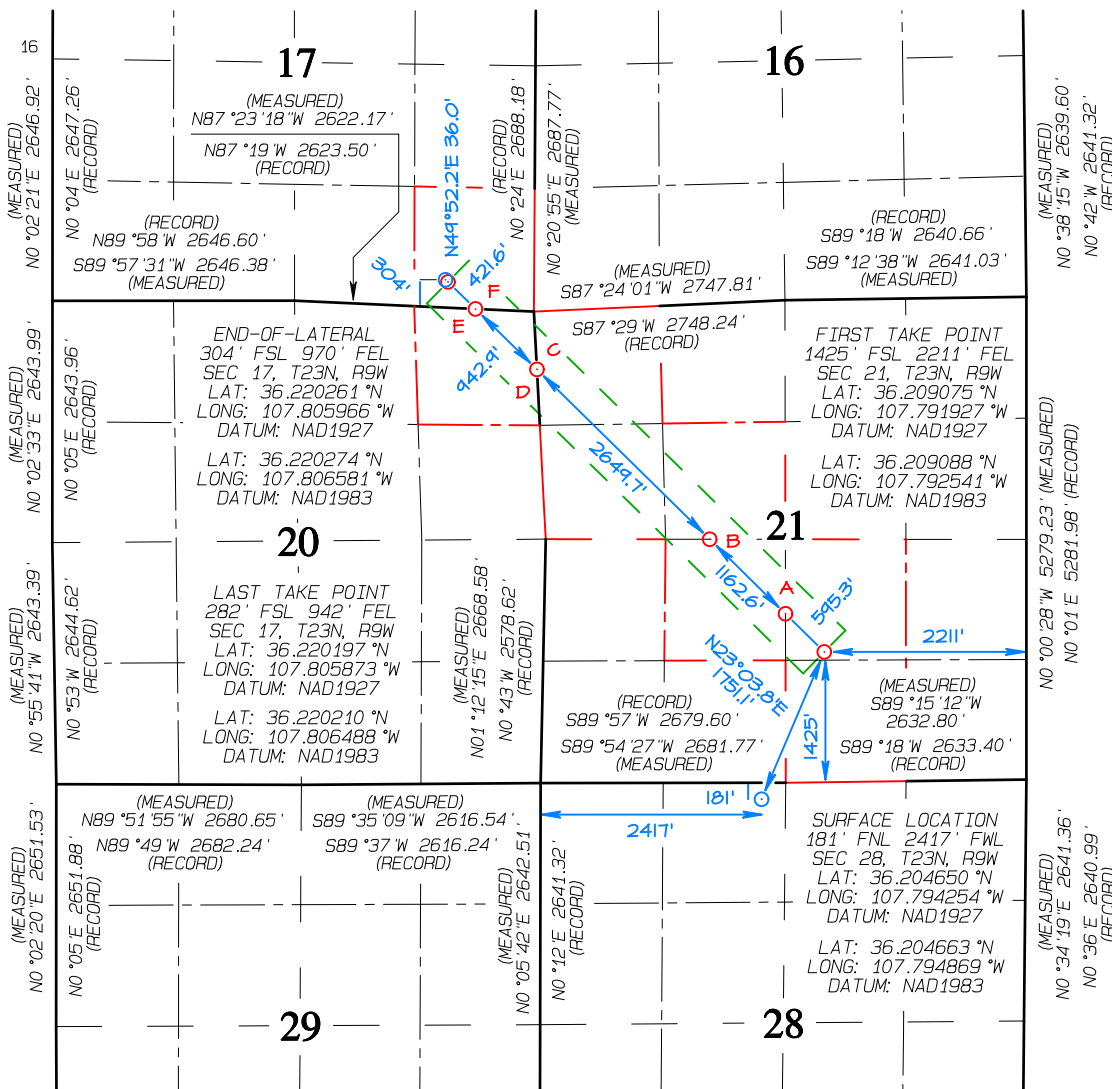 16
17
16
(MEASURED)
N0°02'21"E 2646.92'
N0°04'E 2647.26'
(RECORD)
(MEASURED)
N87°23'18"W 2622.17'
N87°19'W 2623.50'
(RECORD)
N49°52.2'E 36.0'
(RECORD)
N0°24'E 2688.18'
N0°20'55"E 2687.77'
(MEASURED)
(MEASURED)
N0°38'15"W 2639.60'
N0°42'W 2641.32'
(RECORD)
(RECORD)
N89°58'W 2646.60'
S89°57'31"W 2646.38'
(MEASURED)
304'
421.6'
(MEASURED)
S87°24'01"W 2747.81'
S87°29'W 2748.24'
(RECORD)
(RECORD)
S89°18'W 2640.66'
S89°12'38"W 2641.03'
(MEASURED)
F
E
C
D
942.9'
END-OF-LATERAL
304' FSL 970' FEL
SEC 17, T23N, R9W
LAT: 36.220261°N
LONG: 107.805966°W
DATUM: NAD1927
LAT: 36.220274°N
LONG: 107.806581°W
DATUM: NAD1983
FIRST TAKE POINT
1425' FSL 2211' FEL
SEC 21, T23N, R9W
LAT: 36.209075°N
LONG: 107.791927°W
DATUM: NAD1927
LAT: 36.209088°N
LONG: 107.792541°W
DATUM: NAD1983
(MEASURED)
N0°02'33"E 2643.99'
N0°05'E 2643.96'
(RECORD)
2649.7'
20
21
B
A
1162.6'
595.3'
N0°00'28"W 5279.23' (MEASURED)
N0°01'E 5281.98' (RECORD)
LAST TAKE POINT
282' FSL 942' FEL
SEC 17, T23N, R9W
LAT: 36.220197°N
LONG: 107.805873°W
DATUM: NAD1927
LAT: 36.220210°N
LONG: 107.806488°W
DATUM: NAD1983
(MEASURED)
N0°55'41"W 2643.39'
N0°53'W 2644.62'
(RECORD)
(MEASURED)
N01°12'15"E 2668.58'
N0°43'W 2578.62'
(RECORD)
N23°03.8'E
1751.1'
2211'
1425'
(RECORD)
S89°57'W 2679.60'
S89°54'27"W 2681.77'
(MEASURED)
(MEASURED)
S89°15'12"W
2632.80'
S89°18'W 2633.40'
(RECORD)
181'
2417'
(MEASURED)
N89°51'55"W 2680.65'
N89°49'W 2682.24'
(RECORD)
(MEASURED)
S89°35'09"W 2616.54'
S89°37'W 2616.24'
(RECORD)
SURFACE LOCATION
181' FNL 2417' FWL
SEC 28, T23N, R9W
LAT: 36.204650°N
LONG: 107.794254°W
DATUM: NAD1927
LAT: 36.204663°N
LONG: 107.794869°W
DATUM: NAD1983
(MEASURED)
N0°02'20"E 2651.53'
N0°05'E 2651.88'
(RECORD)
(MEASURED)
N0°05'42"E 2642.51'
N0°12'E 2641.32'
(RECORD)
(MEASURED)
N0°34'19"E 2641.36'
N0°36'E 2640.99'
(RECORD)
29
28